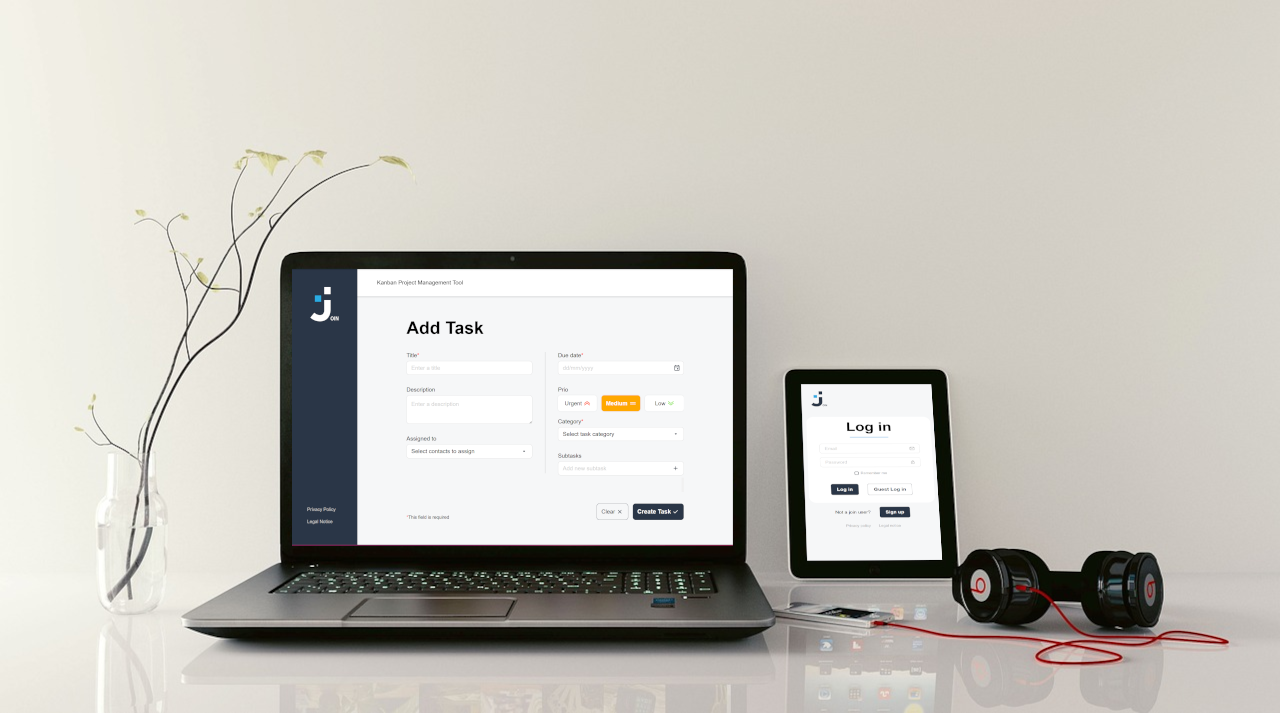 OIN
Kanban Project Management Tool
Add Task
Title*
Enter a title
Description
Enter a description
Assigned to
Select contacts to assign
Due date*
dd/mm/yyyy
Prio
Urgent
Medium
Low
Category*
Select task category
Subtasks
Add new subtask
+
*This field is required
Clear ×
Create Task
Privacy Policy
Legal Notice
Log in
Email
Password
Remember me
Log in
Guest Log in
Not a join user?
Sign up
Privacy policy
Legal notice